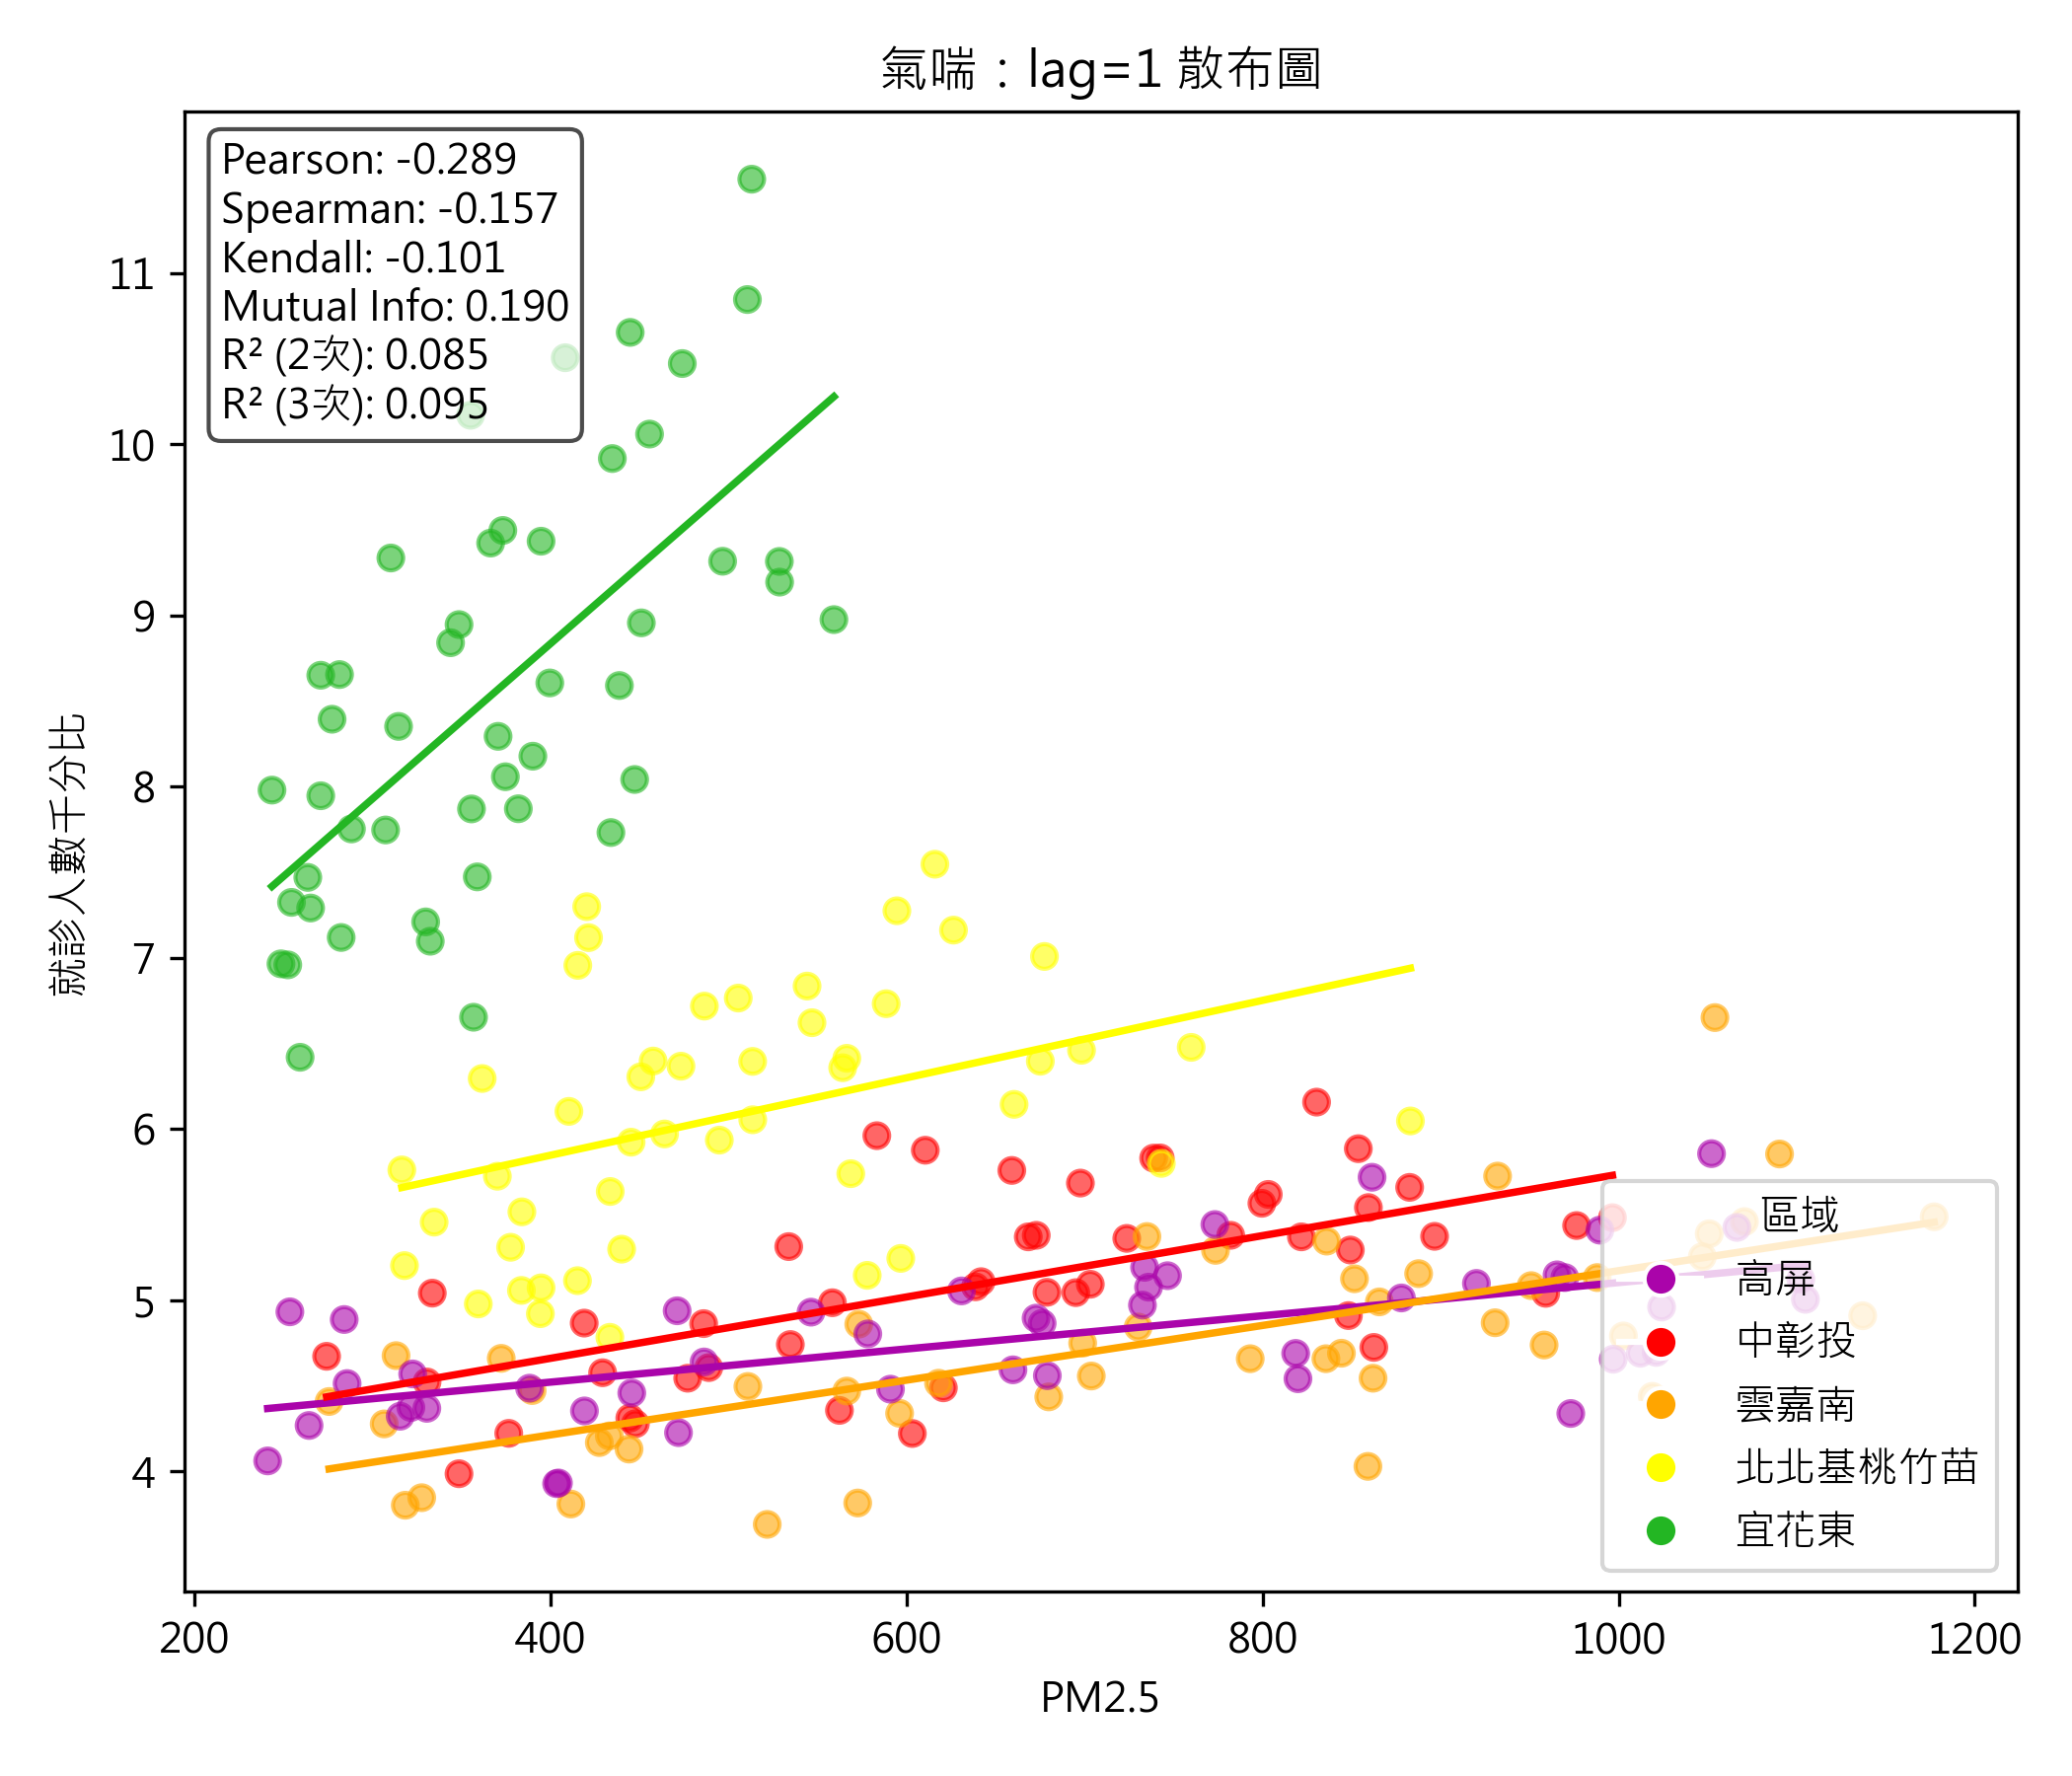 氣喘：lag=1 散布圖
Pearson: -0.289
Spearman: -0.157
Kendall: -0.101
Mutual Info: 0.190
R² (2次): 0.085
R² (3次): 0.095
就診人數千分比
11
10
9
8
7
6
5
4
區域
高屏
中彰投
雲嘉南
北北基桃竹苗
宜花東
200 400 600 800 1000 1200
PM2.5